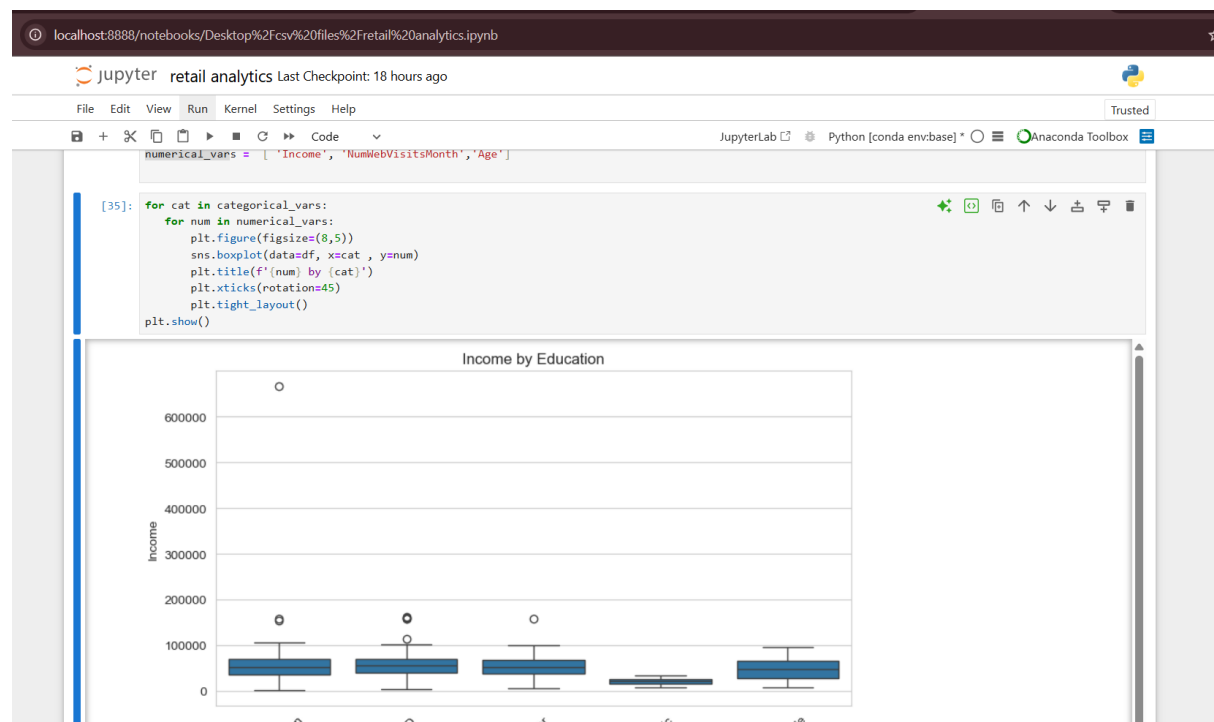 localhost:8888/notebooks/Desktop%2Fcsv%20files%2Fretail%20analytics.ipynb
jupyter retail analytics Last Checkpoint: 18 hours ago
File Edit View Run Kernel Settings Help Trusted
Code JupyterLab Python [conda env:base] * Anaconda Toolbox
numerical_vars = [ 'Income', 'NumWebVisitsMonth','Age']
[35]: for cat in categorical_vars:
for num in numerical_vars:
plt.figure(figsize=(8,5))
sns.boxplot(data=df, x=cat , y=num)
plt.title(f'{num} by {cat}')
plt.xticks(rotation=45)
plt.tight_layout()
plt.show()
Income by Education
600000
500000
400000
Income
300000
200000
100000
0